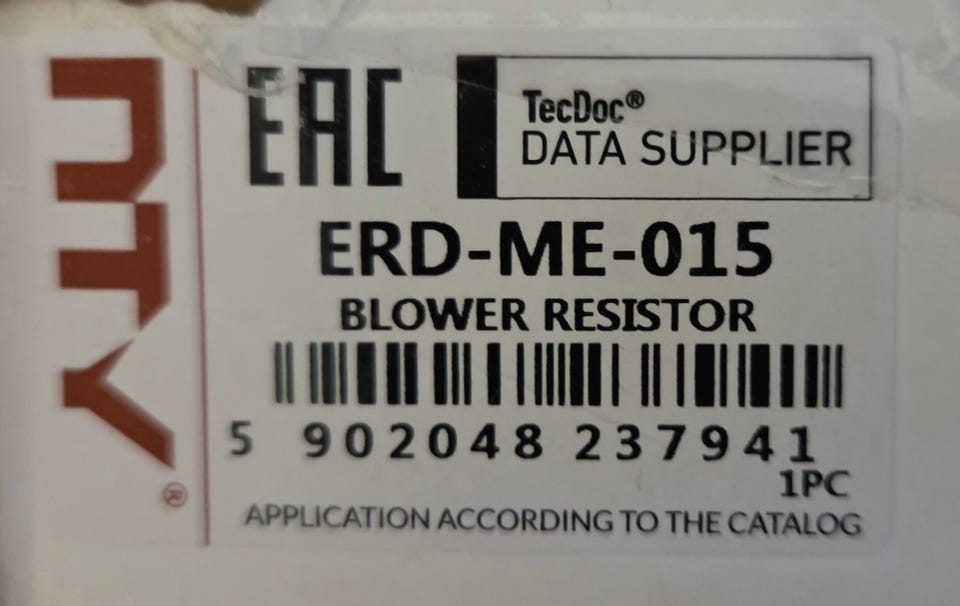 NTY®
EAC
TecDoc®
DATA SUPPLIER
ERD-ME-015
BLOWER RESISTOR
5 902048 237941
1PC
APPLICATION ACCORDING TO THE CATALOG